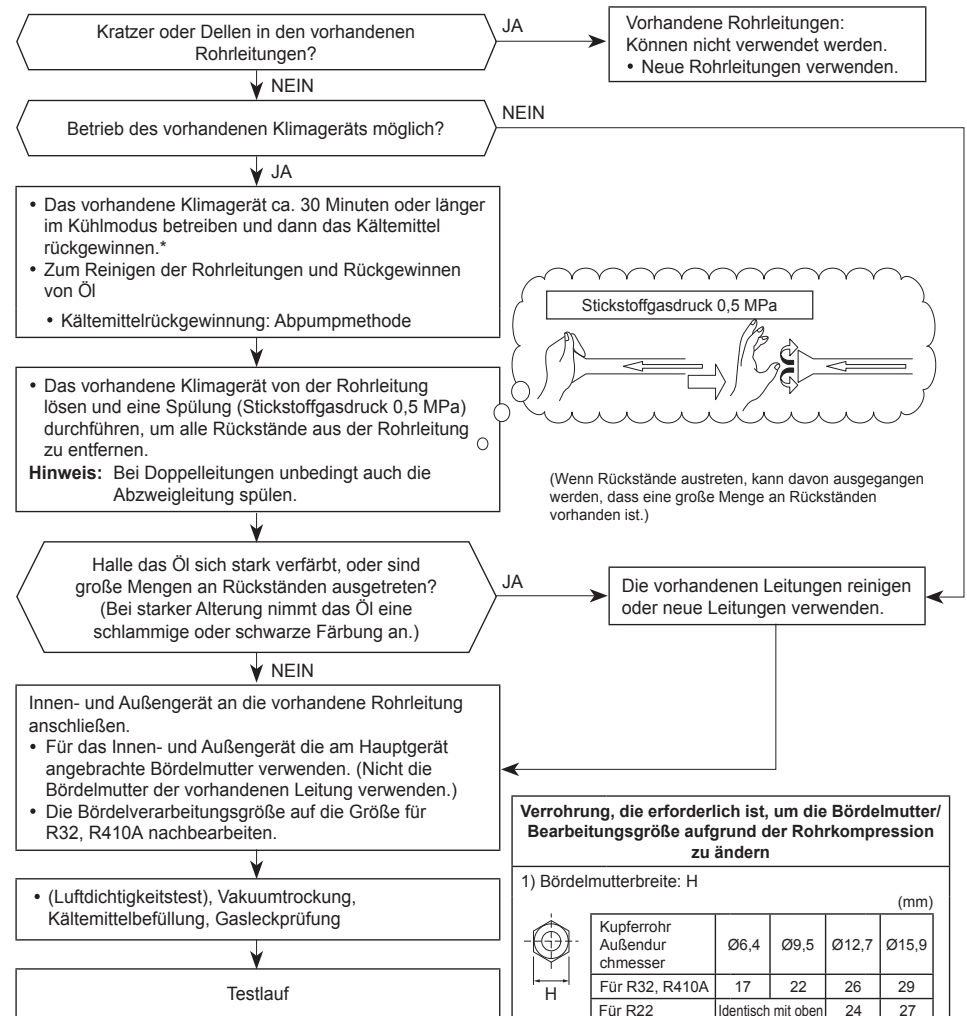 Kratzer oder Dellen in den vorhandenen
Rohrleitungen?
JA
Vorhandene Rohrleitungen:
Können nicht verwendet werden.
• Neue Rohrleitungen verwenden.
NEIN
Betrieb des vorhandenen Klimageräts möglich?
NEIN
JA
• Das vorhandene Klimagerät ca. 30 Minuten oder länger
im Kühlmodus betreiben und dann das Kältemittel
rückgewinnen.*
• Zum Reinigen der Rohrleitungen und Rückgewinnen
von Öl
• Kältemittelrückgewinnung: Abpumpmethode
Stickstoffgasdruck 0,5 MPa
• Das vorhandene Klimagerät von der Rohrleitung
lösen und eine Spülung (Stickstoffgasdruck 0,5 MPa)
durchführen, um alle Rückstände aus der Rohrleitung
zu entfernen.
Hinweis: Bei Doppelleitungen unbedingt auch die
Abzweigleitung spülen.
(Wenn Rückstände austreten, kann davon ausgegangen
werden, dass eine große Menge an Rückständen
vorhanden ist.)
Halle das Öl sich stark verfärbt, oder sind
große Mengen an Rückständen ausgetreten?
(Bei starker Alterung nimmt das Öl eine
schlammige oder schwarze Färbung an.)
JA
Die vorhandenen Leitungen reinigen
oder neue Leitungen verwenden.
NEIN
Innen- und Außengerät an die vorhandene Rohrleitung
anschließen.
• Für das Innen- und Außengerät die am Hauptgerät
angebrachte Bördelmutter verwenden. (Nicht die
Bördelmutter der vorhandenen Leitung verwenden.)
• Die Bördelverarbeitungsgröße auf die Größe für
R32, R410A nachbearbeiten.
• (Luftdichtigkeitstest), Vakuumtrockung,
Kältemittelbefüllung, Gasleckprüfung
Testlauf
Verrohrung, die erforderlich ist, um die Bördelmutter/
Bearbeitungsgröße aufgrund der Rohrkompression
zu ändern
1) Bördelmutterbreite: H
(mm)
H
Kupferrohr
Außendur
chmesser
Ø6,4 Ø9,5 Ø12,7 Ø15,9
Für R32, R410A 17 22 26 29
Für R22 Identisch mit oben 24 27